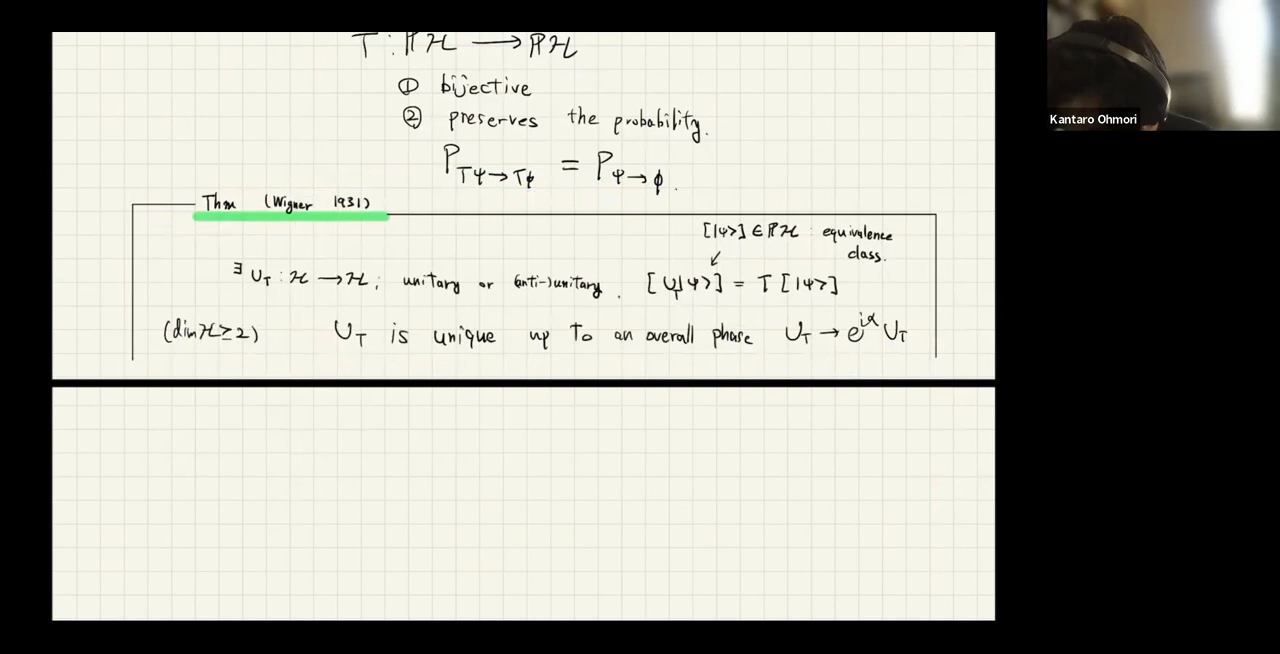 T : ℙℋ ⟶ ℙℋ
① bijective
② preserves the probability.
P_{Tψ→Tϕ} = P_{ψ→ϕ}.
Thm (Wigner 1931)
[|ψ>] ∈ ℙℋ : equivalence
class.
∃ U_T : ℋ ⟶ ℋ ; unitary or (anti-)unitary. [U_T|ψ>] = T[|ψ>]
(dimℋ≥2) U_T is unique up to an overall phase U_T → e^{iα} U_T
Kantaro Ohmori